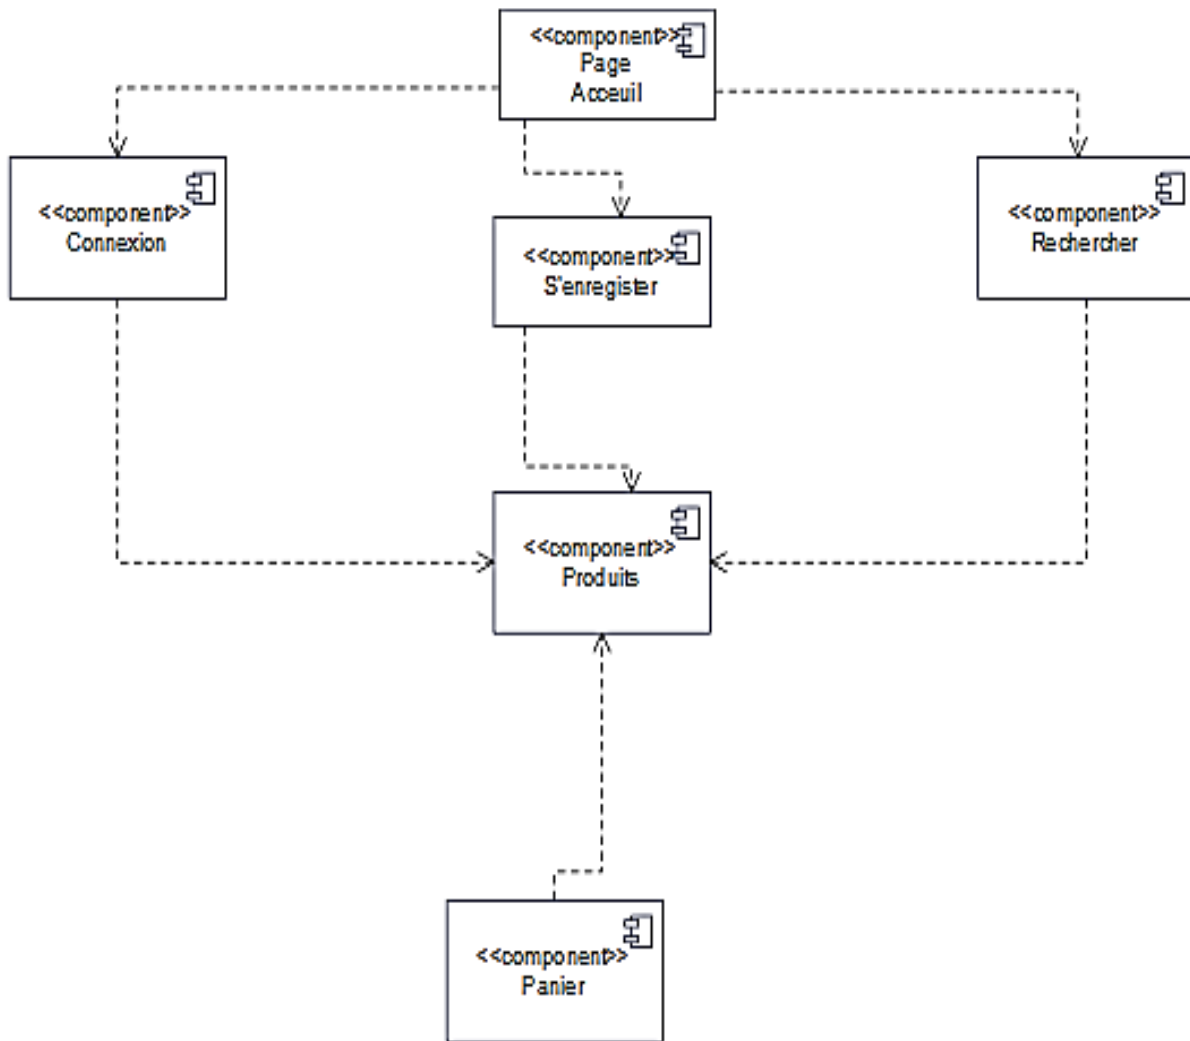 <<component>>
Page
Acceuil
<<component>>
Connexion
<<component>>
S'enregister
<<component>>
Rechercher
<<component>>
Produits
<<component>>
Panier